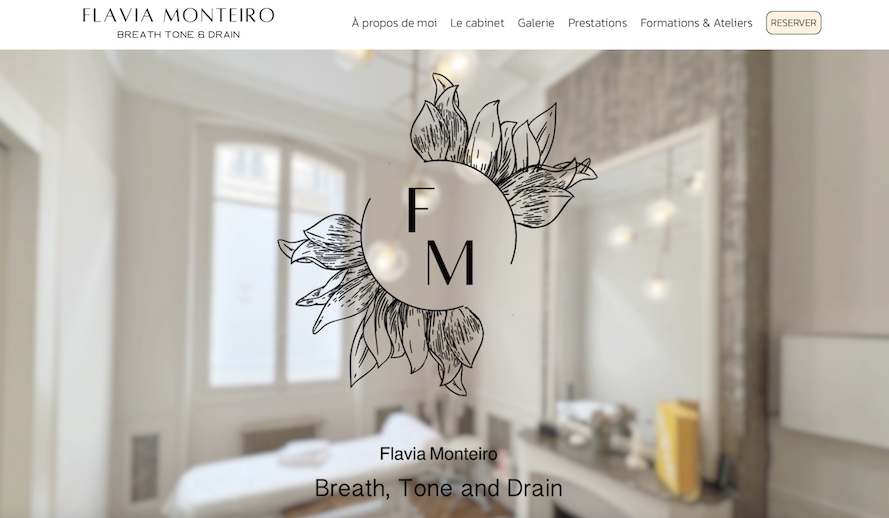 FLAVIA MONTEIRO
BREATH TONE & DRAIN
À propos de moi Le cabinet Galerie Prestations Formations & Ateliers RESERVER
F
M
Flavia Monteiro
Breath, Tone and Drain